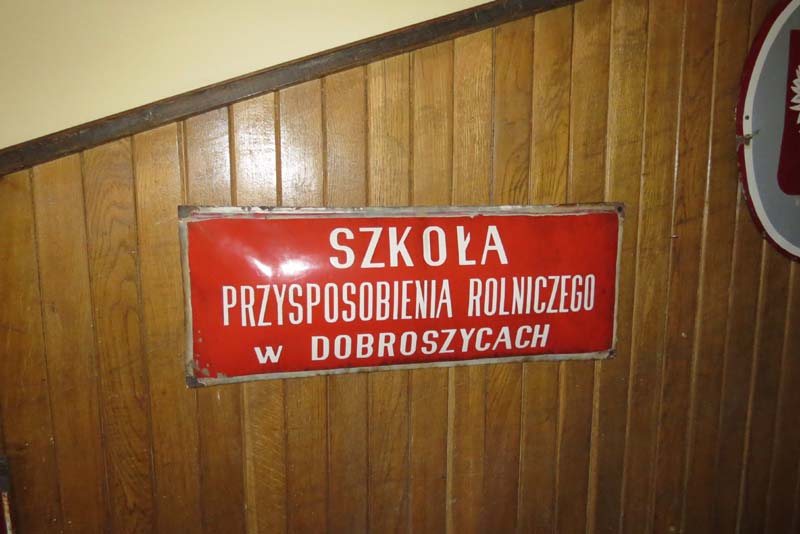 SZKOŁA
PRZYSPOSOBIENIA ROLNICZEGO
W DOBROSZYCACH